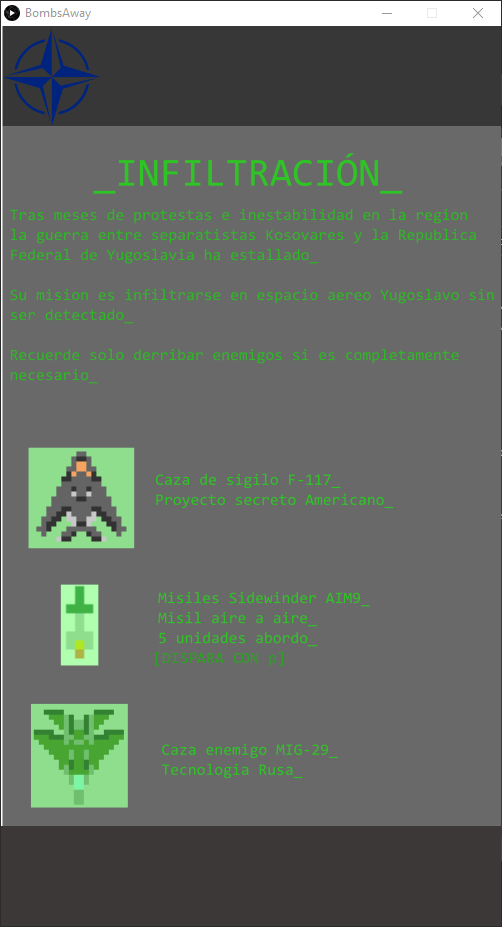 BombsAway
_INFILTRACIÓN_
Tras meses de protestas e inestabilidad en la region
la guerra entre separatistas Kosovares y la Republica
Federal de Yugoslavia ha estallado_
Su mision es infiltrarse en espacio aereo Yugoslavo sin
ser detectado_
Recuerde solo derribar enemigos si es completamente
necesario_
Caza de sigilo F-117_
Proyecto secreto Americano_
Misiles Sidewinder AIM9_
Misil aire a aire_
5 unidades abordo_
[DISPARA CON p]
Caza enemigo MIG-29_
Tecnologia Rusa_